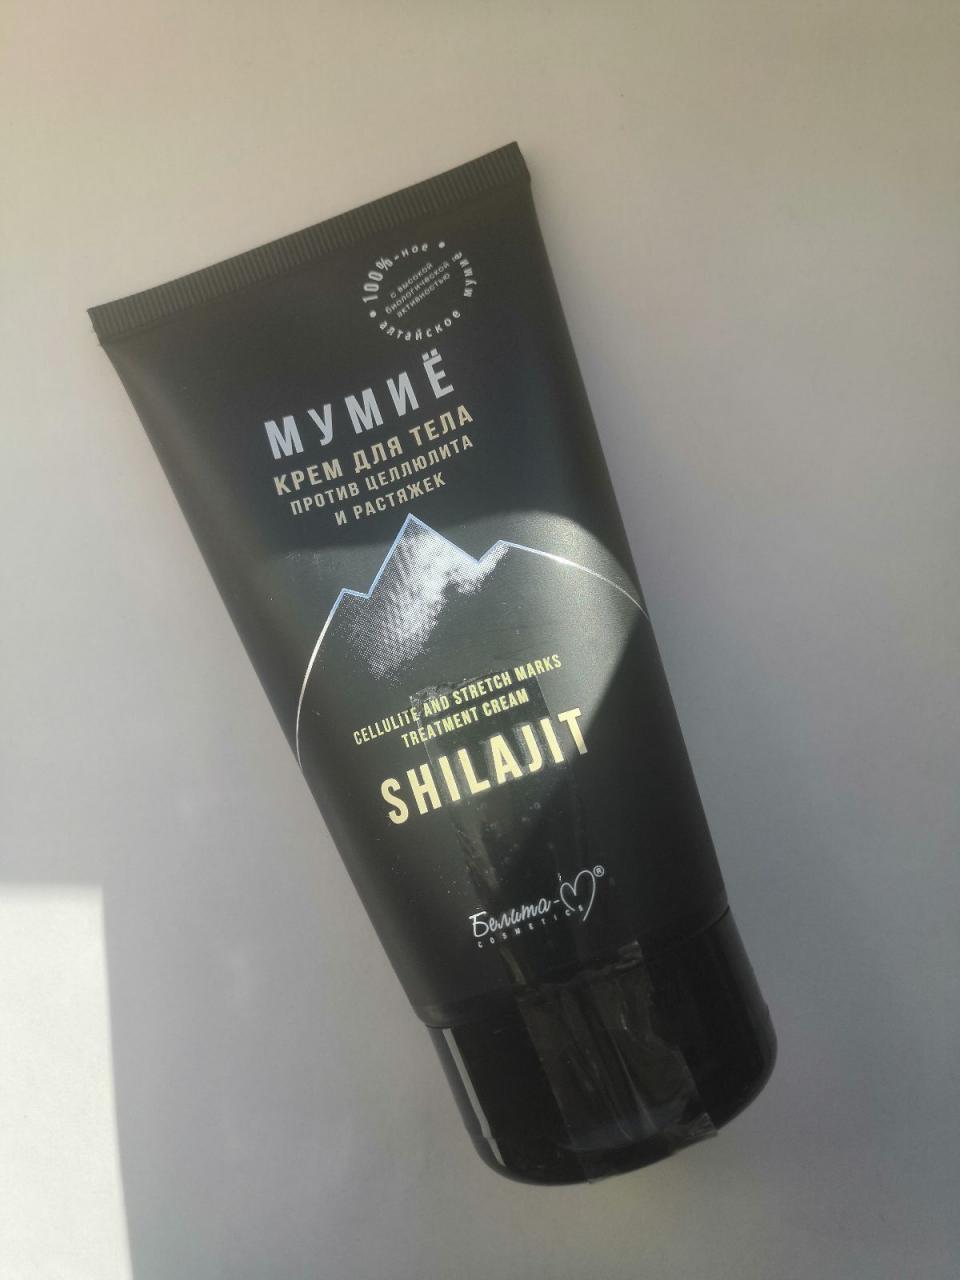 100%-ное
алтайское мумиё
с высокой
биологической
активностью
МУМИЁ
КРЕМ ДЛЯ ТЕЛА
ПРОТИВ ЦЕЛЛЮЛИТА
И РАСТЯЖЕК
CELLULITE AND STRETCH MARKS
TREATMENT CREAM
SHILAJIT
Белита-М®
COSMETICS